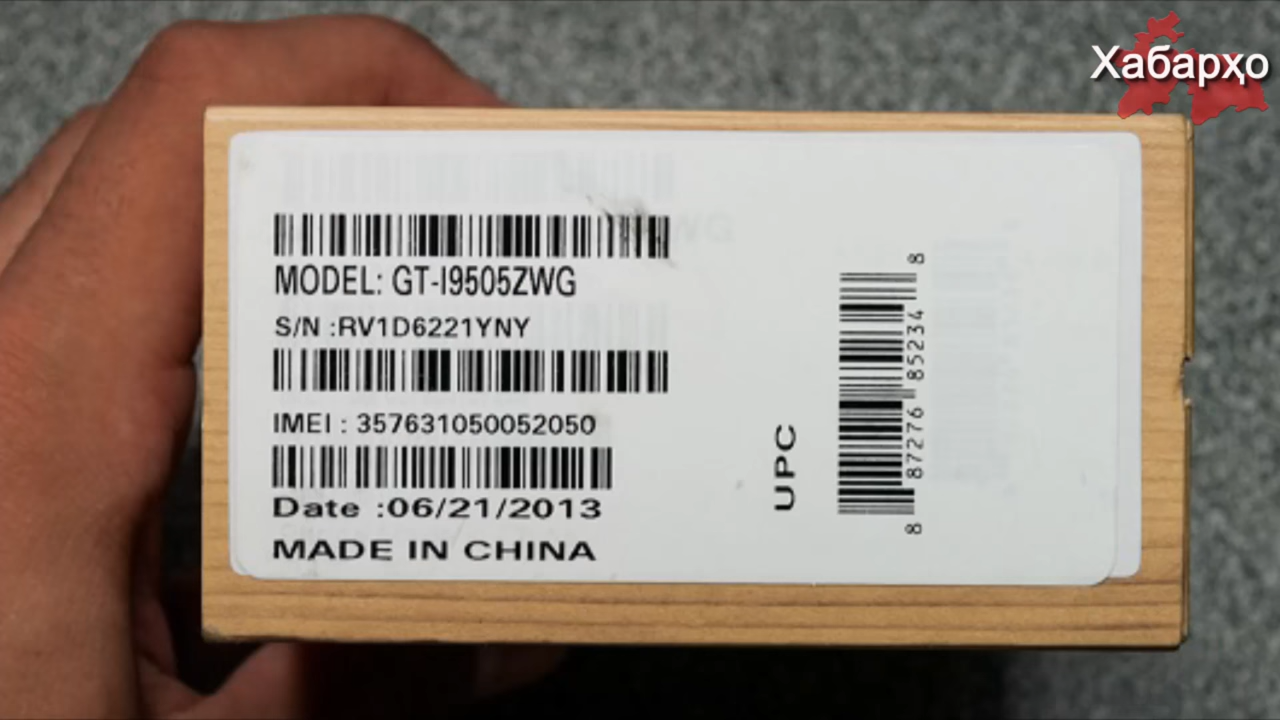 Хабарҳо
MODEL: GT-I9505ZWG
S/N :RV1D6221YNY
IMEI : 357631050052050
Date :06/21/2013
MADE IN CHINA
UPC
8 87276 85234 8